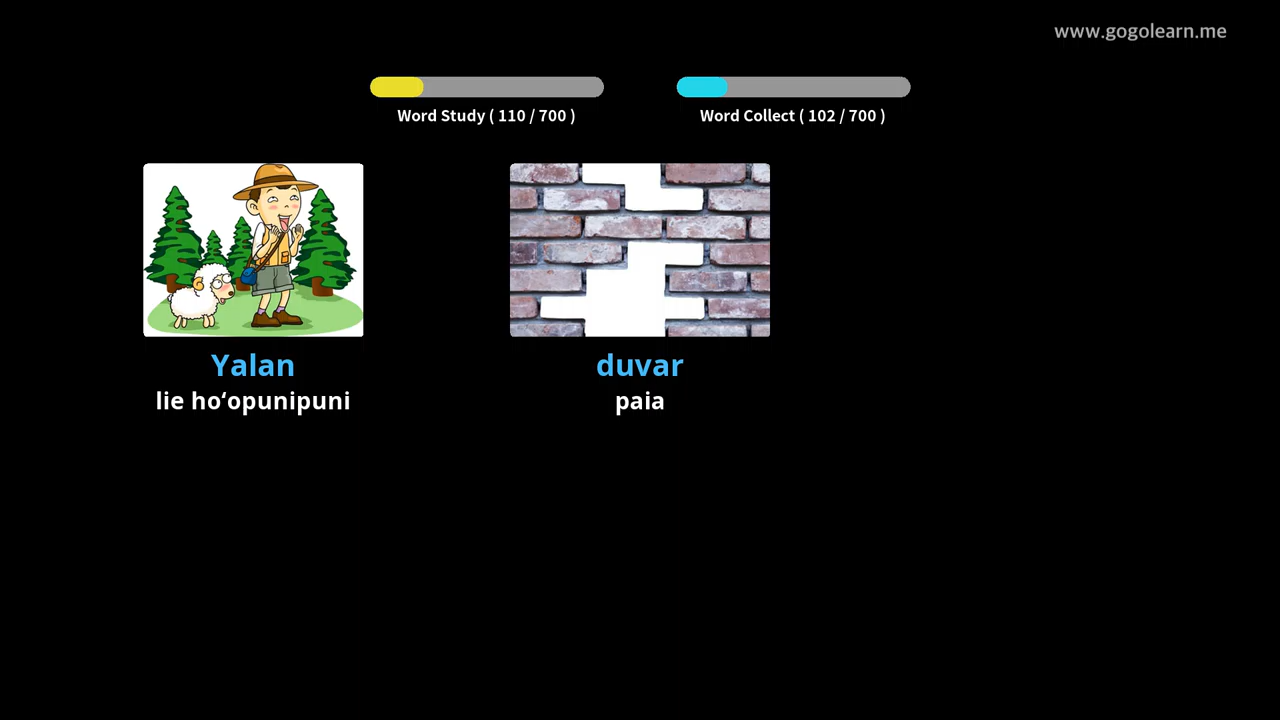 www.gogolearn.me
Word Study ( 110 / 700 )
Word Collect ( 102 / 700 )
Yalan
lie hoʻopunipuni
duvar
paia